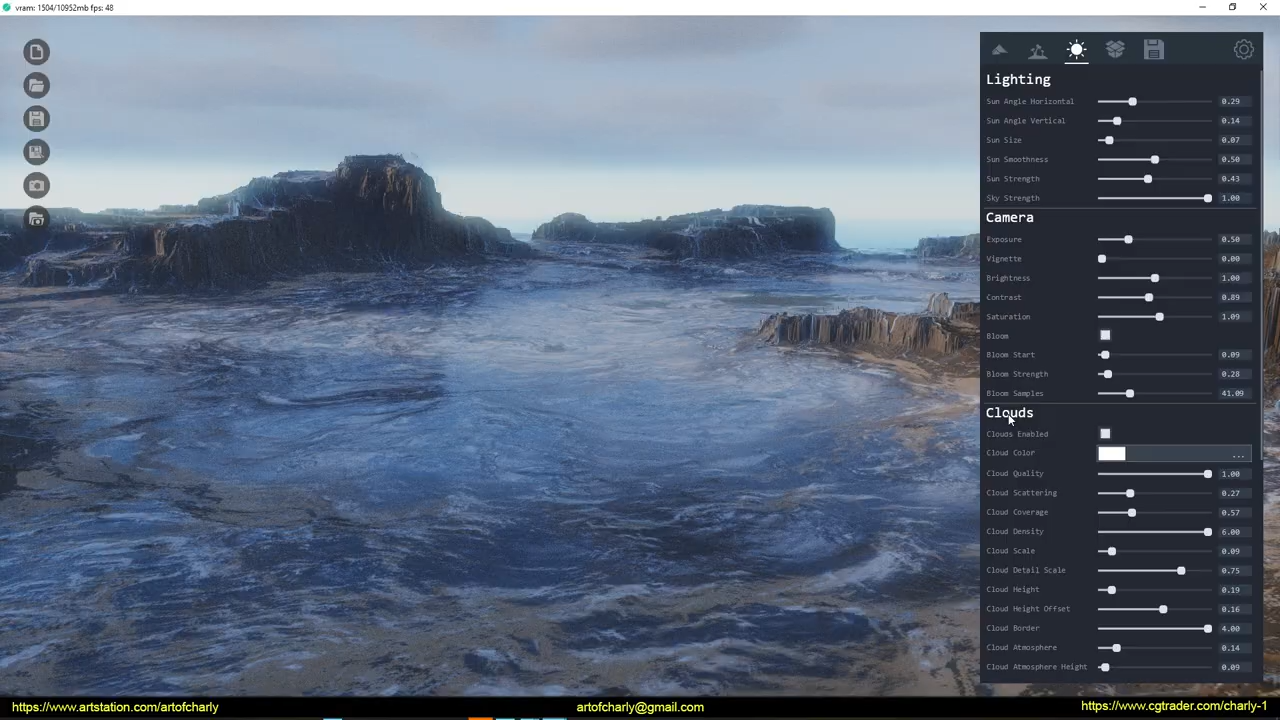 vram: 1504/10952mb fps: 48
Lighting
Sun Angle Horizontal 0.29
Sun Angle Vertical 0.14
Sun Size 0.07
Sun Smoothness 0.50
Sun Strength 0.43
Sky Strength 1.00
Camera
Exposure 0.50
Vignette 0.00
Brightness 1.00
Contrast 0.89
Saturation 1.09
Bloom
Bloom Start 0.09
Bloom Strength 0.28
Bloom Samples 41.09
Clouds
Clouds Enabled
Cloud Color ...
Cloud Quality 1.00
Cloud Scattering 0.27
Cloud Coverage 0.57
Cloud Density 6.00
Cloud Scale 0.09
Cloud Detail Scale 0.75
Cloud Height 0.19
Cloud Height Offset 0.16
Cloud Border 4.00
Cloud Atmosphere 0.14
Cloud Atmosphere Height 0.09
https://www.artstation.com/artofcharly artofcharly@gmail.com https://www.cgtrader.com/charly-1